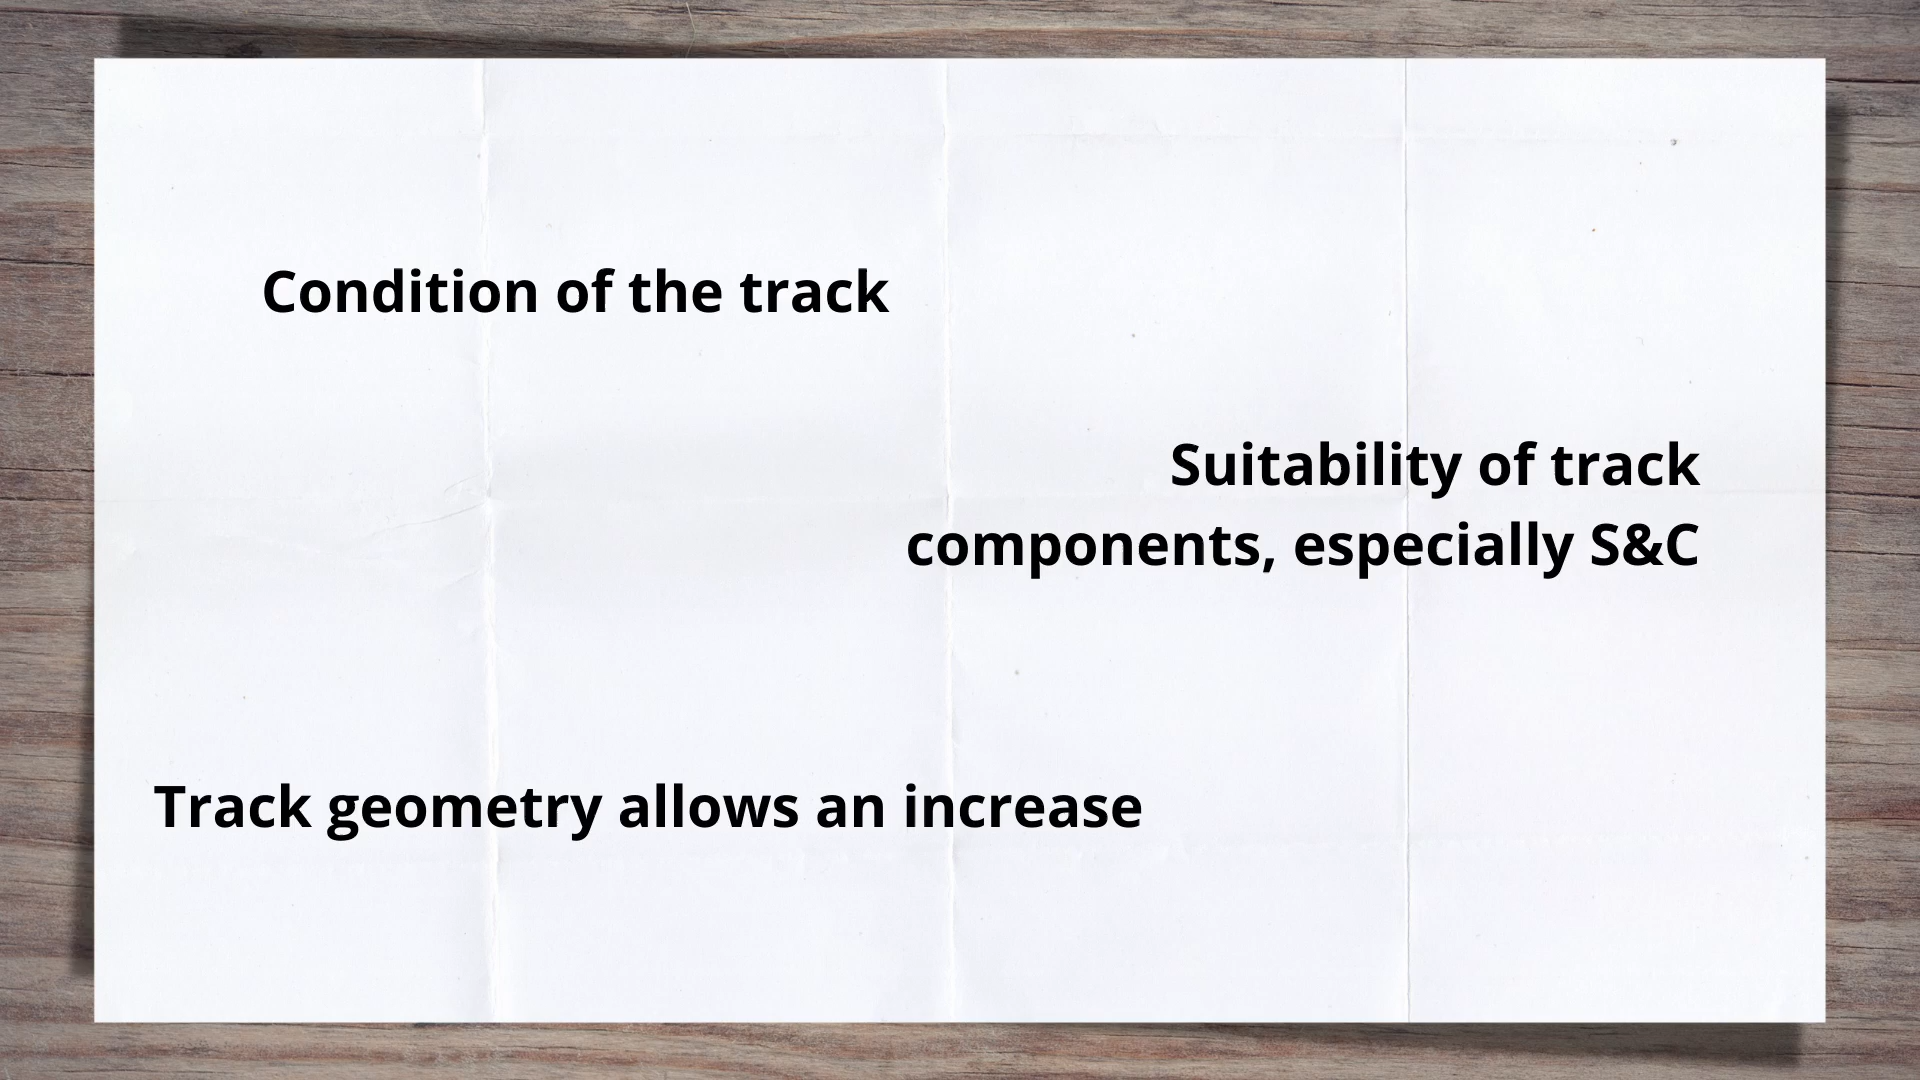 Condition of the track
Suitability of track
components, especially S&C
Track geometry allows an increase